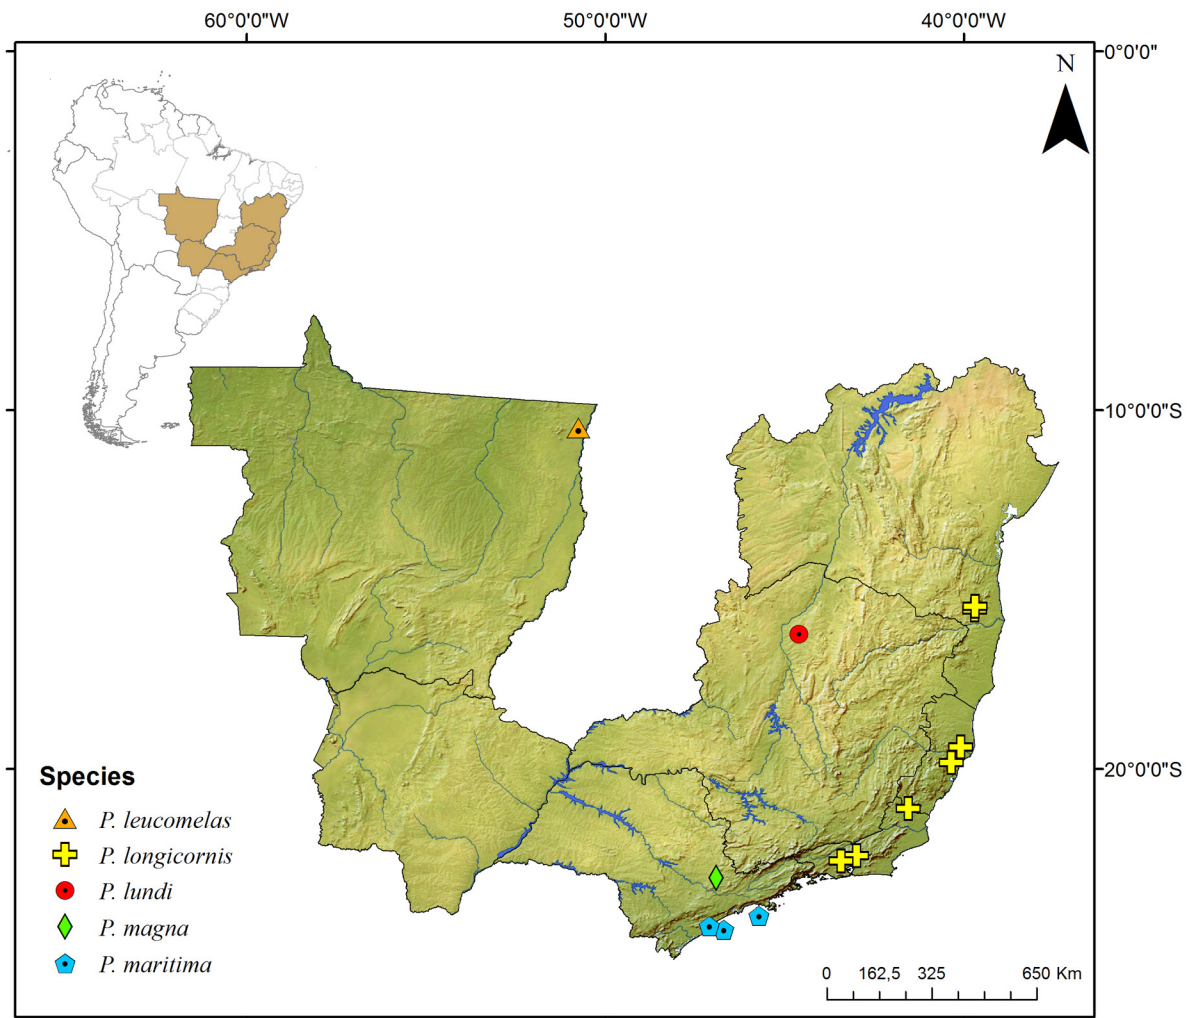 60°0'0"W 50°0'0"W 40°0'0"W
0°0'0"
N
10°0'0"S
20°0'0"S
Species
P. leucomelas
P. longicornis
P. lundi
P. magna
P. maritima
0 162,5 325 650 Km